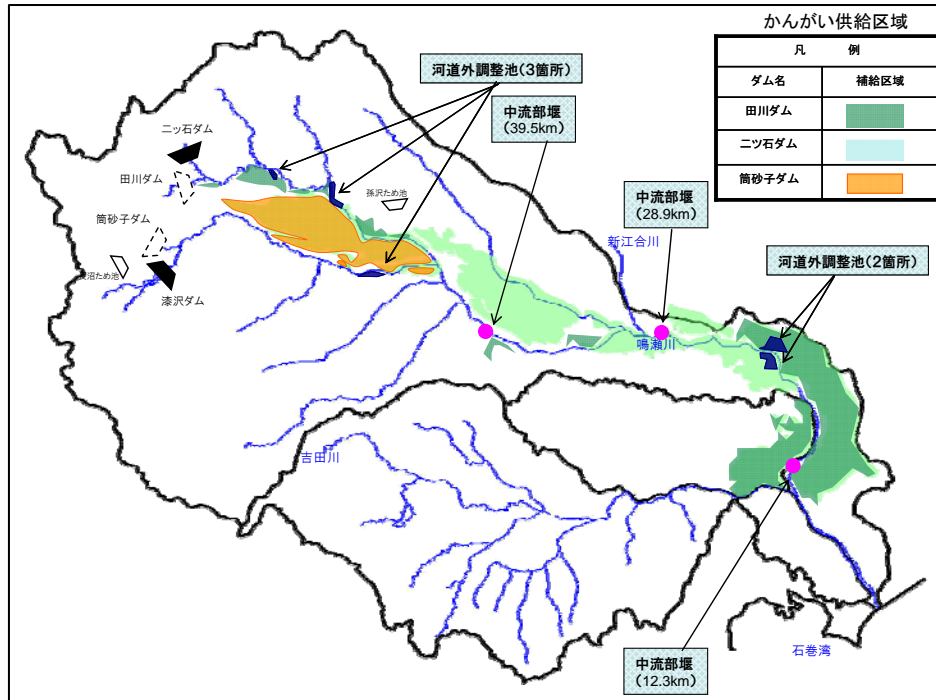 かんがい供給区域
凡 例
ダム名 補給区域
田川ダム
二ツ石ダム
筒砂子ダム
河道外調整池(3箇所)
中流部堰
(39.5km)
二ッ石ダム
田川ダム
筒砂子ダム
孫沢ため池
沼ため池
漆沢ダム
中流部堰
(28.9km)
新江合川
河道外調整池(2箇所)
鳴瀬川
吉田川
中流部堰
(12.3km)
石巻湾